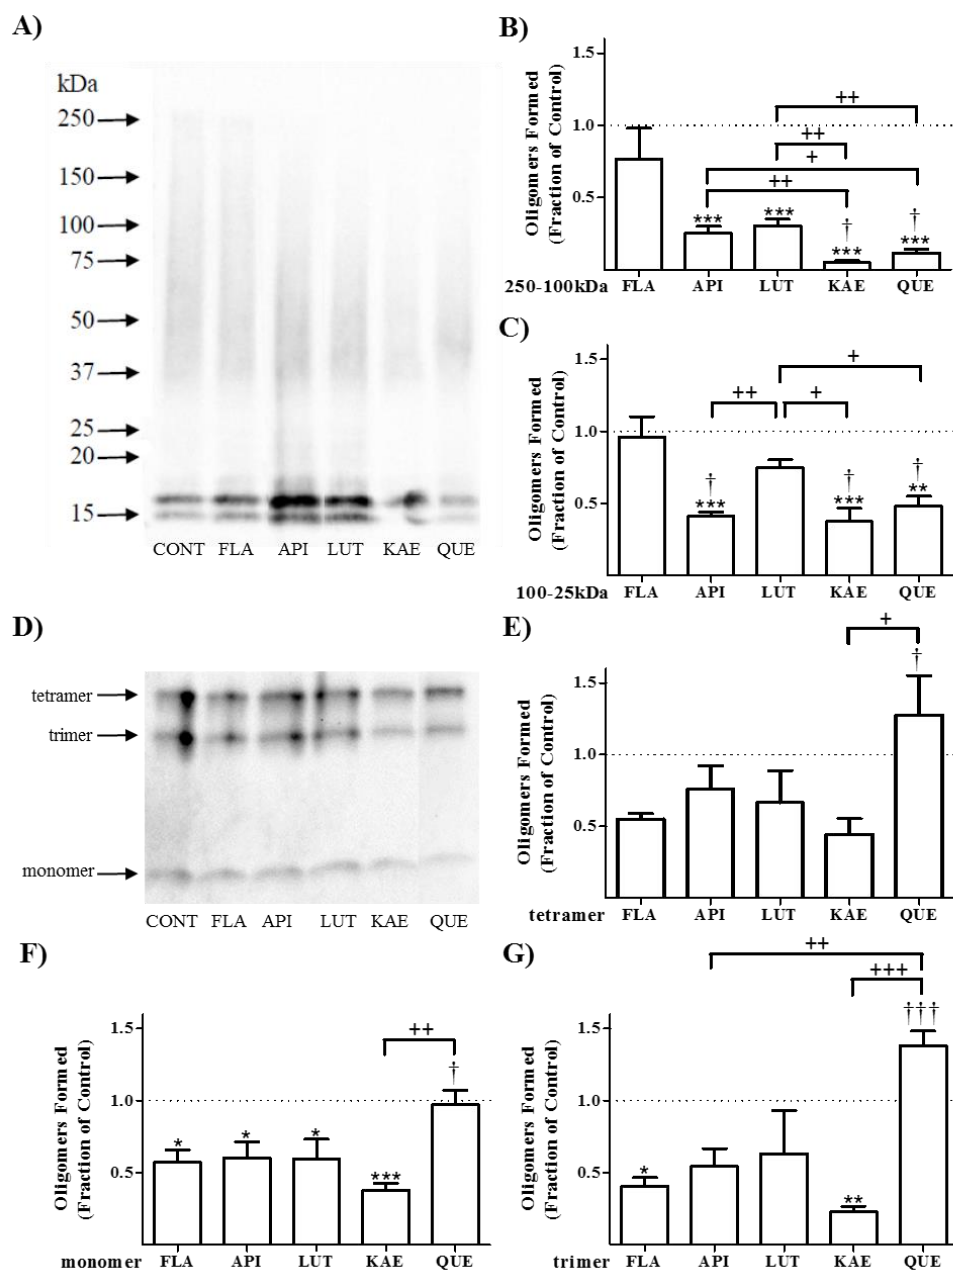 A)
kDa
250
150
100
75
50
37
25
20
15
CONT FLA API LUT KAE QUE
B)
Oligomers Formed
(Fraction of Control)
1.5
1.0
0.5
++
++
+
++
*** *** † *** † ***
250-100kDa FLA API LUT KAE QUE
C)
Oligomers Formed
(Fraction of Control)
1.5
1.0
0.5
+
++ +
† *** † *** † **
100-25kDa FLA API LUT KAE QUE
D)
tetramer
trimer
monomer
CONT FLA API LUT KAE QUE
E)
Oligomers Formed
(Fraction of Control)
1.5
1.0
0.5
+
†
tetramer FLA API LUT KAE QUE
F)
Oligomers Formed
(Fraction of Control)
1.5
1.0
0.5
++
†
* * * ***
monomer FLA API LUT KAE QUE
G)
Oligomers Formed
(Fraction of Control)
1.5
1.0
0.5
++
+++
†††
* **
trimer FLA API LUT KAE QUE